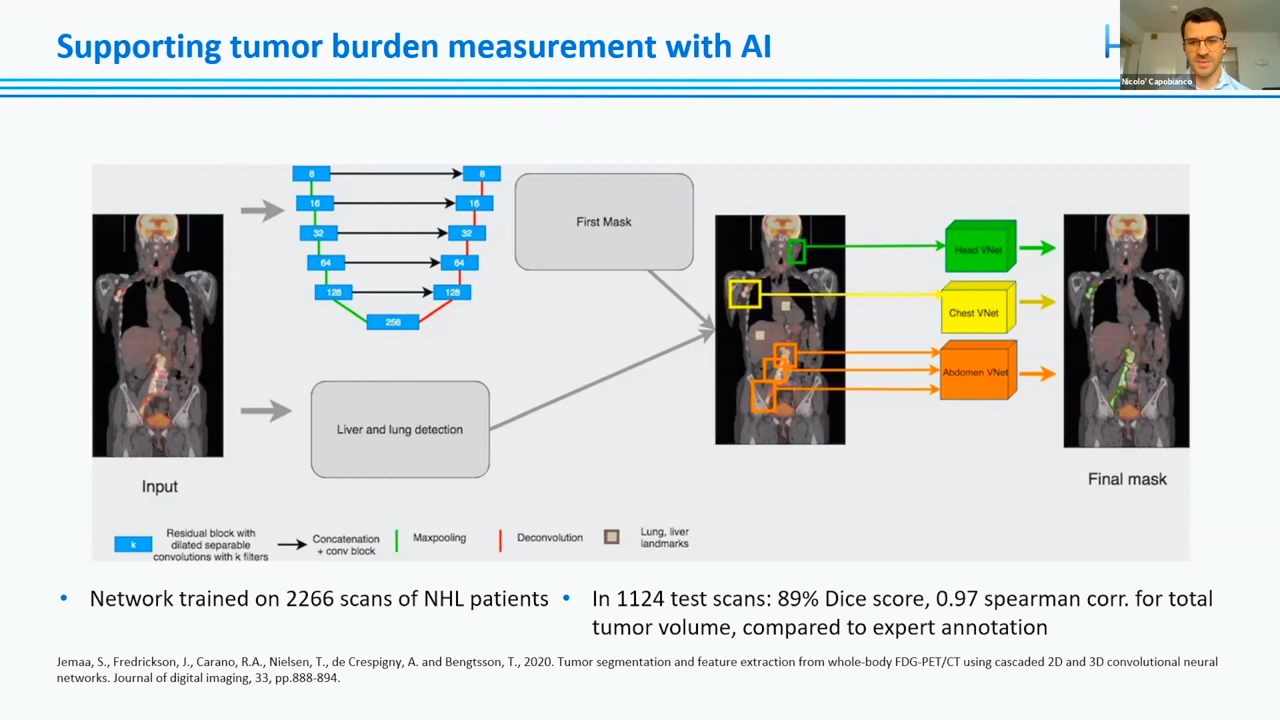 Supporting tumor burden measurement with AI
H
Nicolo' Capobianco
8
8
16
16
32
32
64
64
128
128
256
First Mask
Liver and lung detection
Head VNet
Chest VNet
Abdomen VNet
Input
Final mask
k
Residual block with
dilated separable
convolutions with k filters
Concatenation
+ conv block
Maxpooling
Deconvolution
Lung, liver
landmarks
• Network trained on 2266 scans of NHL patients
• In 1124 test scans: 89% Dice score, 0.97 spearman corr. for total
tumor volume, compared to expert annotation
Jemaa, S., Fredrickson, J., Carano, R.A., Nielsen, T., de Crespigny, A. and Bengtsson, T., 2020. Tumor segmentation and feature extraction from whole-body FDG-PET/CT using cascaded 2D and 3D convolutional neural
networks. Journal of digital imaging, 33, pp.888-894.